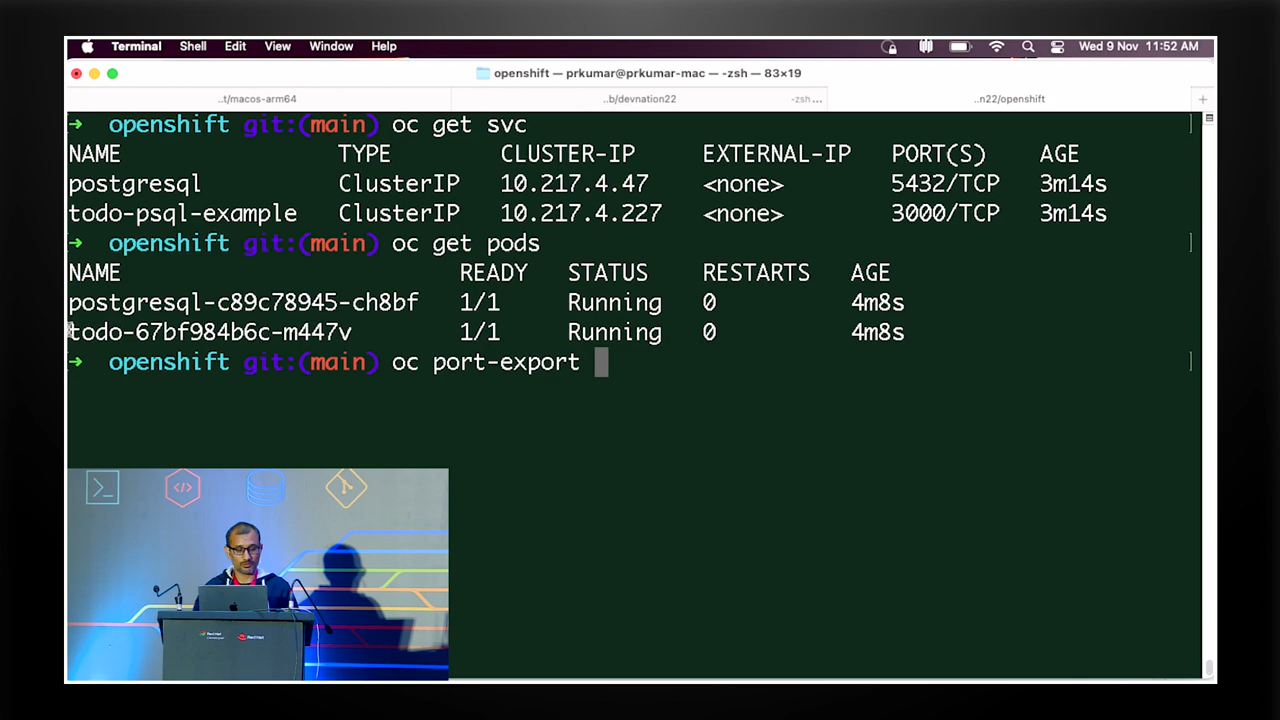 Terminal Shell Edit View Window Help Wed 9 Nov 11:52 AM
openshift — prkumar@prkumar-mac — -zsh — 83×19
..t/macos-arm64 ..b/devnation22 -zsh... ..n22/openshift +
➜ openshift git:(main) oc get svc
NAME TYPE CLUSTER-IP EXTERNAL-IP PORT(S) AGE
postgresql ClusterIP 10.217.4.47 <none> 5432/TCP 3m14s
todo-psql-example ClusterIP 10.217.4.227 <none> 3000/TCP 3m14s
➜ openshift git:(main) oc get pods
NAME READY STATUS RESTARTS AGE
postgresql-c89c78945-ch8bf 1/1 Running 0 4m8s
todo-67bf984b6c-m447v 1/1 Running 0 4m8s
➜ openshift git:(main) oc port-export
Red Hat
Red Hat